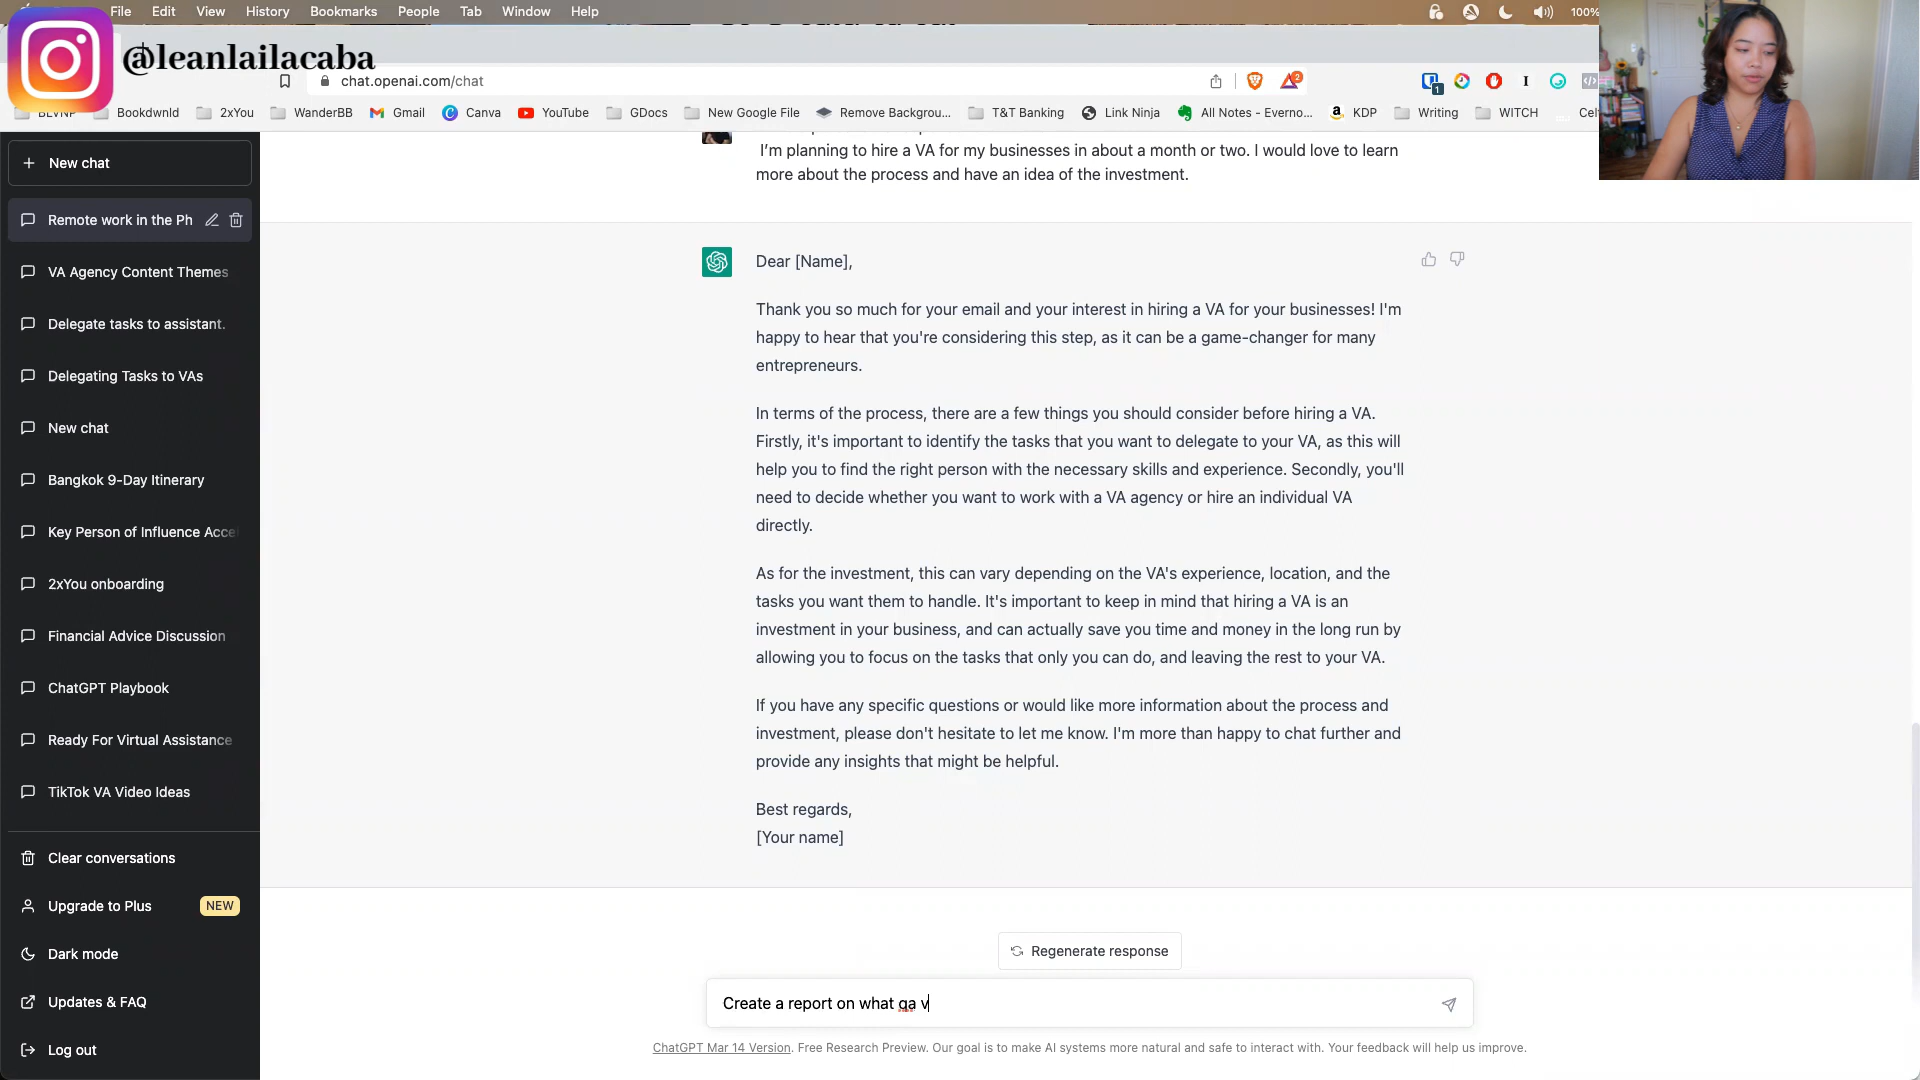 File Edit View History Bookmarks People Tab Window Help
100%
@leanlailacaba
chat.openai.com/chat
2
1
BLVNP Bookdwnld 2xYou WanderBB Gmail Canva YouTube GDocs New Google File Remove Backgrou... T&T Banking Link Ninja All Notes - Everno... KDP Writing WITCH Cel
New chat
Remote work in the Ph
VA Agency Content Themes
Delegate tasks to assistant.
Delegating Tasks to VAs
New chat
Bangkok 9-Day Itinerary
Key Person of Influence Acce
2xYou onboarding
Financial Advice Discussion
ChatGPT Playbook
Ready For Virtual Assistance
TikTok VA Video Ideas
Clear conversations
Upgrade to Plus NEW
Dark mode
Updates & FAQ
Log out
I'm planning to hire a VA for my businesses in about a month or two. I would love to learn
more about the process and have an idea of the investment.
Dear [Name],
Thank you so much for your email and your interest in hiring a VA for your businesses! I'm
happy to hear that you're considering this step, as it can be a game-changer for many
entrepreneurs.
In terms of the process, there are a few things you should consider before hiring a VA.
Firstly, it's important to identify the tasks that you want to delegate to your VA, as this will
help you to find the right person with the necessary skills and experience. Secondly, you'll
need to decide whether you want to work with a VA agency or hire an individual VA
directly.
As for the investment, this can vary depending on the VA's experience, location, and the
tasks you want them to handle. It's important to keep in mind that hiring a VA is an
investment in your business, and can actually save you time and money in the long run by
allowing you to focus on the tasks that only you can do, and leaving the rest to your VA.
If you have any specific questions or would like more information about the process and
investment, please don't hesitate to let me know. I'm more than happy to chat further and
provide any insights that might be helpful.
Best regards,
[Your name]
Regenerate response
Create a report on what qa v
ChatGPT Mar 14 Version. Free Research Preview. Our goal is to make AI systems more natural and safe to interact with. Your feedback will help us improve.